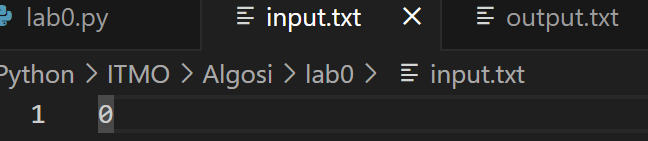 lab0.py input.txt output.txt
Python > ITMO > Algosi > lab0 > input.txt
1 0